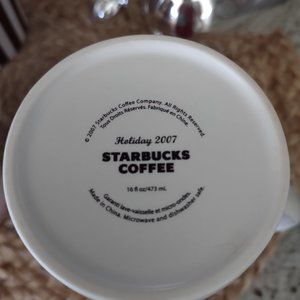 © 2007 Starbucks Coffee Company. All Rights Reserved.
Tous Droits Réservés. Fabriqué en Chine.
Holiday 2007
STARBUCKS
COFFEE
16 fl oz/473 mL
Garanti lave-vaisselle et micro-ondes.
Made in China. Microwave and dishwasher safe.